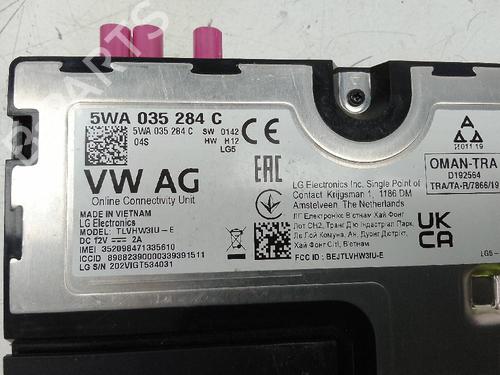 5WA 035 284 C
5WA 035 284 C SW 0142
04S HW H12
LG5
CE
VW AG
Online Connectivity Unit
MADE IN VIETNAM
LG Electronics
Model: TLVHW3IU-E
DC 12V 2A
IMEI 352098471335610
ICCID 89882390000339391511
LG S/N 202VIGT534031
EAC
LG Electronics Inc. Single Point of
Contact Krijgsman 1, 1186 DM
Amstelveen The Netherlands
FCC ID : BEJTLVHW3IU-E
OMAN-TRA
D192564
TRA/TA-R/7866/19
UK
CA
LG5